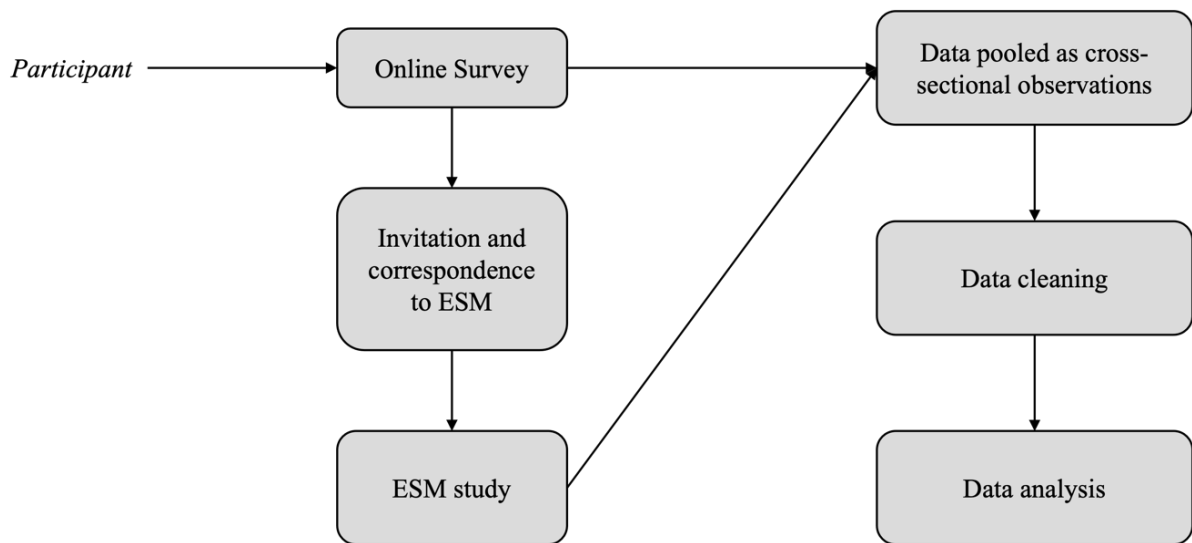 Participant
Online Survey
Invitation and
correspondence
to ESM
ESM study
Data pooled as cross-
sectional observations
Data cleaning
Data analysis